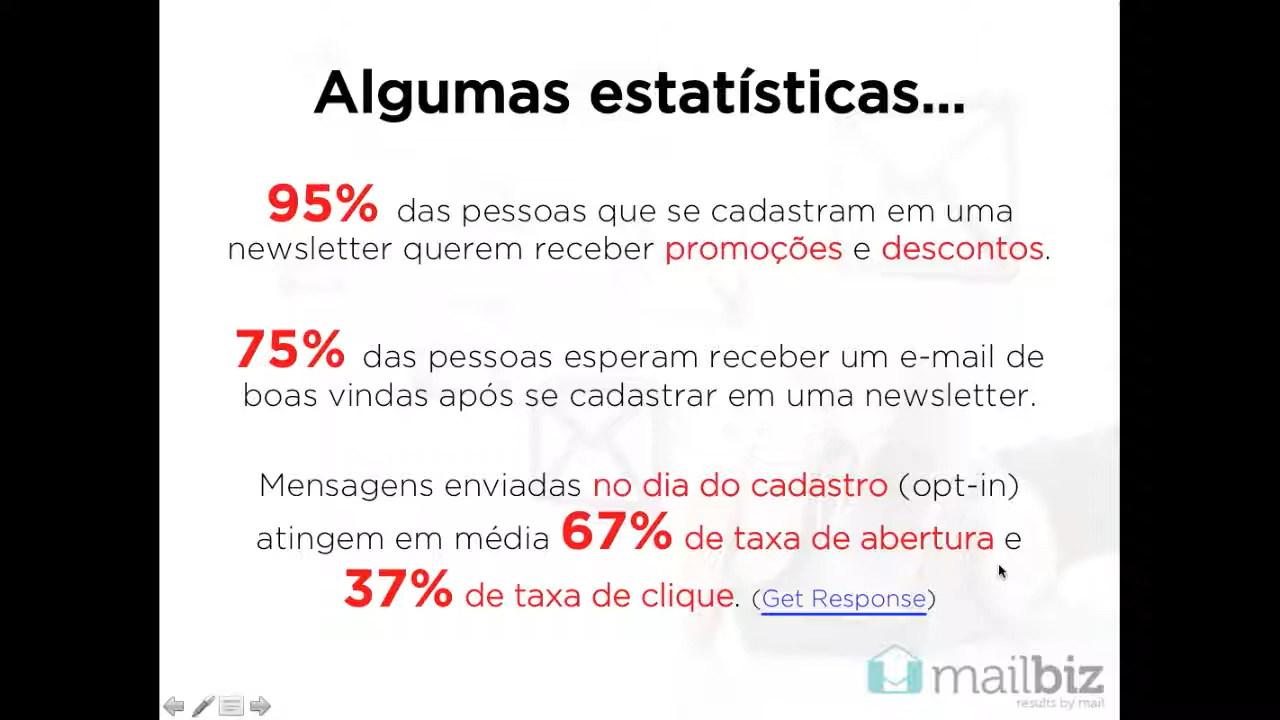 Algumas estatísticas...
95% das pessoas que se cadastram em uma
newsletter querem receber promoções e descontos.
75% das pessoas esperam receber um e-mail de
boas vindas após se cadastrar em uma newsletter.
Mensagens enviadas no dia do cadastro (opt-in)
atingem em média 67% de taxa de abertura e
37% de taxa de clique. (Get Response)
mailbiz
results by mail